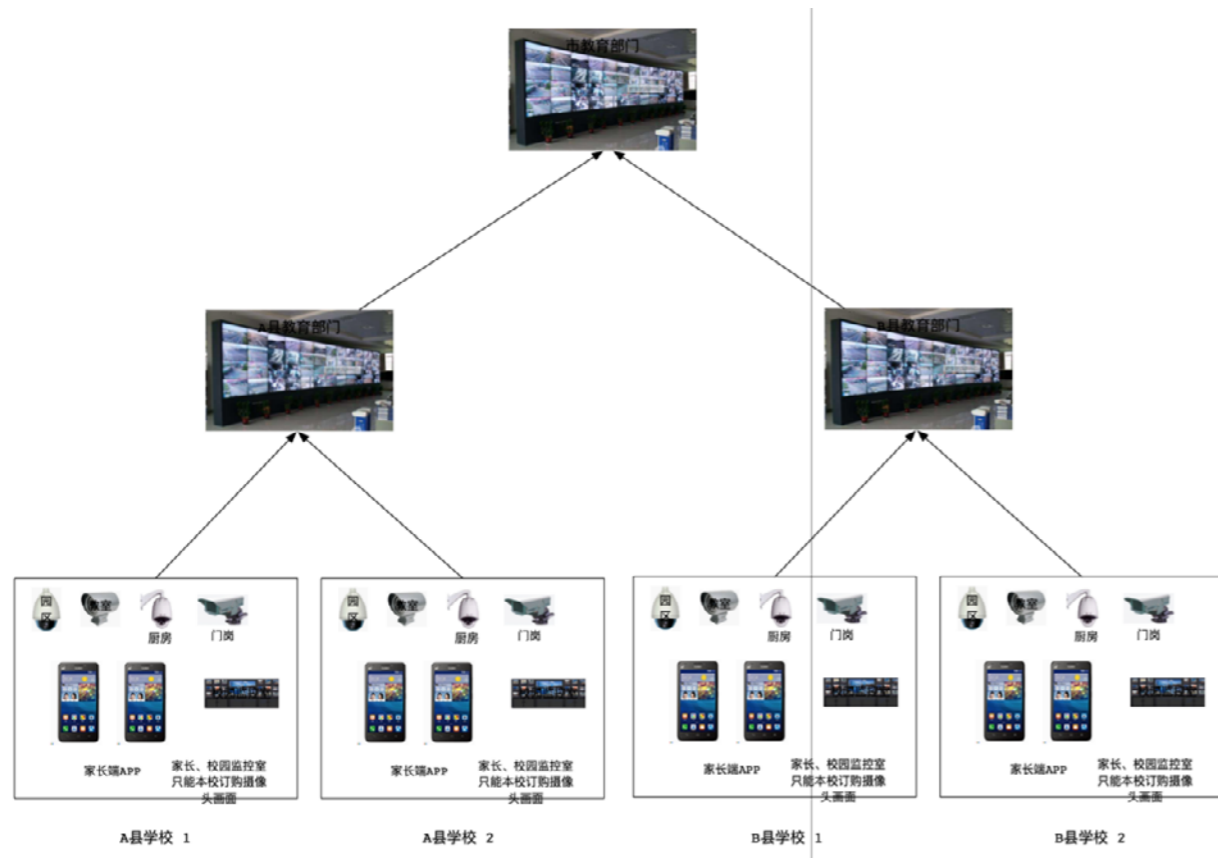 市教育部门
A县教育部门
B县教育部门
园区
教室
厨房
门岗
园区
教室
厨房
门岗
园区
教室
厨房
门岗
园区
教室
厨房
门岗
家长端APP
家长、校园监控室
只能本校订购摄像
头画面
家长端APP
家长、校园监控室
只能本校订购摄像
头画面
家长端APP
家长、校园监控室
只能本校订购摄像
头画面
家长端APP
家长、校园监控室
只能本校订购摄像
头画面
A县学校 1
A县学校 2
B县学校 1
B县学校 2